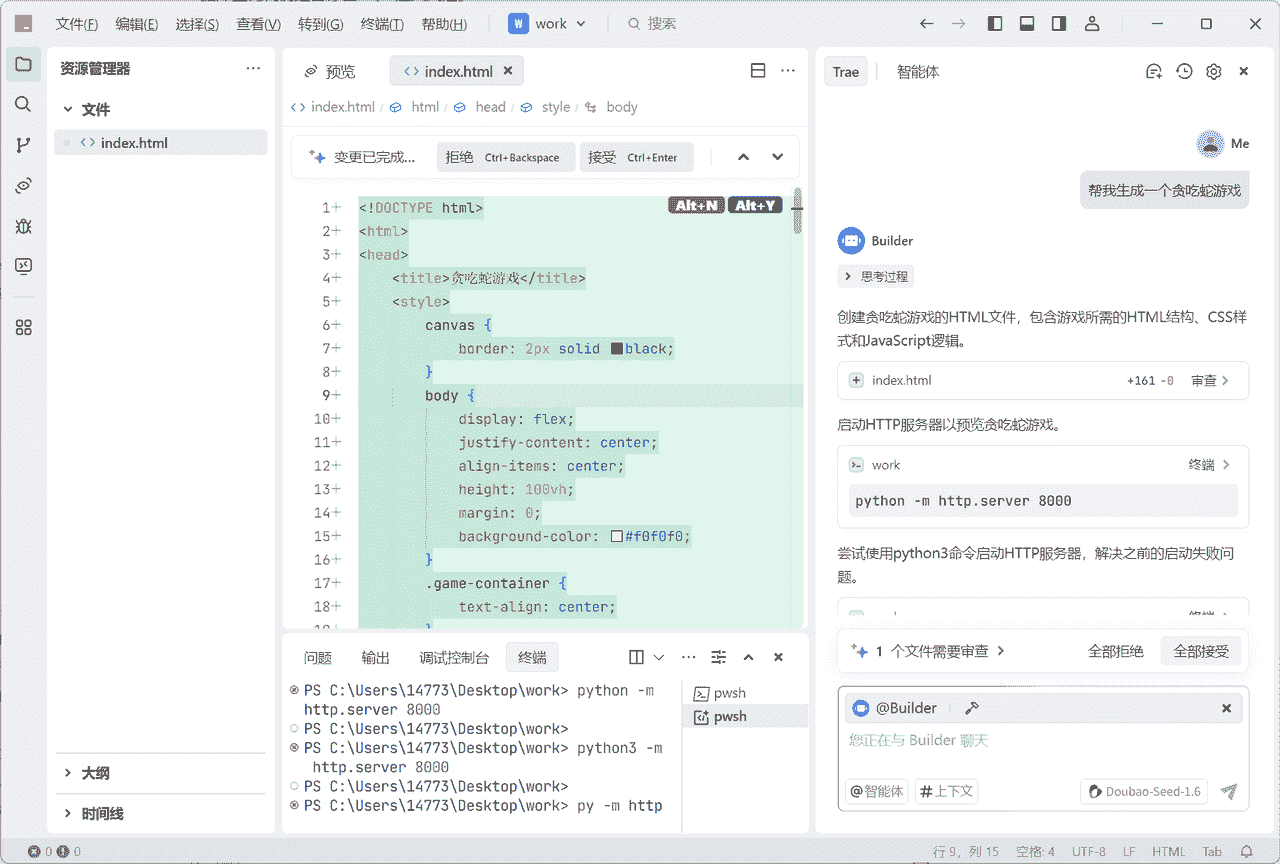 文件(F) 编辑(E) 选择(S) 查看(V) 转到(G) 终端(T) 帮助(H) W work 搜索
资源管理器
文件
index.html
大纲
时间线
预览 index.html
index.html / html / head / style / body
变更已完成... 拒绝 Ctrl+Backspace 接受 Ctrl+Enter
Alt+N Alt+Y
1+ <!DOCTYPE html>
2+ <html>
3+ <head>
4+ <title>贪吃蛇游戏</title>
5+ <style>
6+ canvas {
7+ border: 2px solid black;
8+ }
9+ body {
10+ display: flex;
11+ justify-content: center;
12+ align-items: center;
13+ height: 100vh;
14+ margin: 0;
15+ background-color: #f0f0f0;
16+ }
17+ .game-container {
18+ text-align: center;
19+ }
问题 输出 调试控制台 终端
PS C:\Users\14773\Desktop\work> python -m
http.server 8000
PS C:\Users\14773\Desktop\work>
PS C:\Users\14773\Desktop\work> python3 -m
http.server 8000
PS C:\Users\14773\Desktop\work>
PS C:\Users\14773\Desktop\work> py -m http
pwsh
pwsh
Trae 智能体
Me
帮我生成一个贪吃蛇游戏
Builder
思考过程
创建贪吃蛇游戏的HTML文件，包含游戏所需的HTML结构、CSS样
式和JavaScript逻辑。
index.html +161 -0 审查
启动HTTP服务器以预览贪吃蛇游戏。
work 终端
python -m http.server 8000
尝试使用python3命令启动HTTP服务器，解决之前的启动失败问
题。
1 个文件需要审查 全部拒绝 全部接受
@Builder
您正在与 Builder 聊天
@智能体 #上下文 Doubao-Seed-1.6
0 0 行 9，列 15 空格: 4 UTF-8 LF HTML Tab